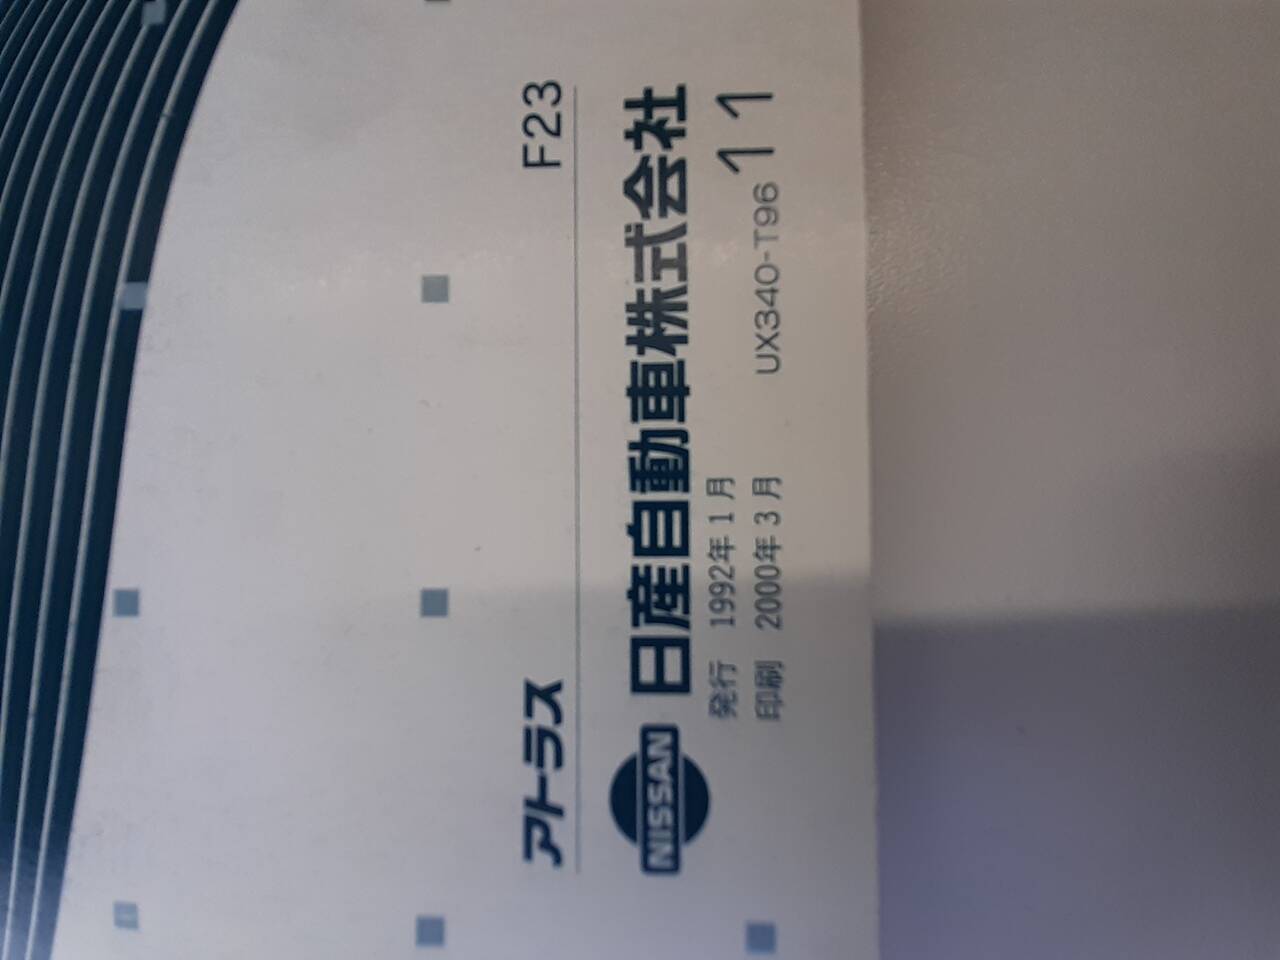 アトラス F23
NISSAN 日産自動車株式会社
発行 1992年1月
印刷 2000年3月 UX340-T96 11